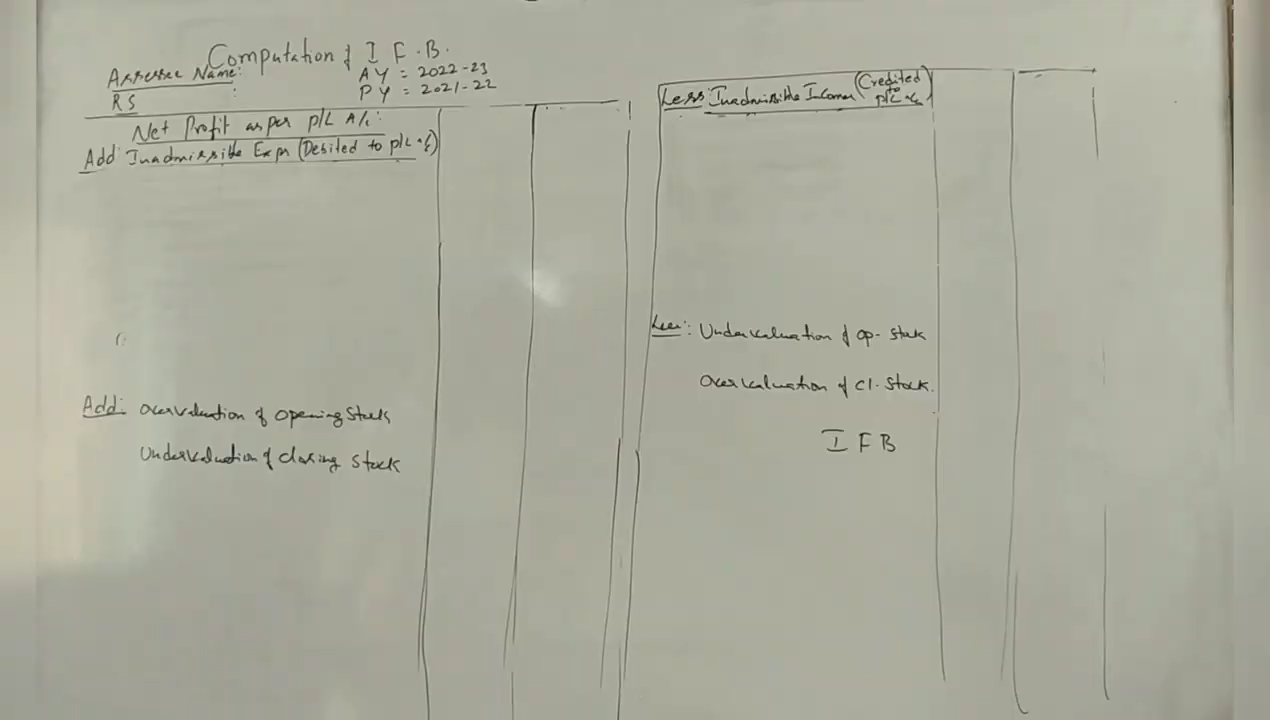 Computation of I F.B.
Assessee Name:
AY = 2022-23
RS :
PY = 2021-22
Net Profit as per P/L A/c:
Add: Inadmissible Expn (Debited to P/L a/c)
Add: Overvaluation of Opening Stock
Undervaluation of closing Stock
Less: Inadmissible Incomes (Credited to P/L a/c)
Less: Undervaluation of Op-Stock
Overvaluation of Cl-Stock.
I F B